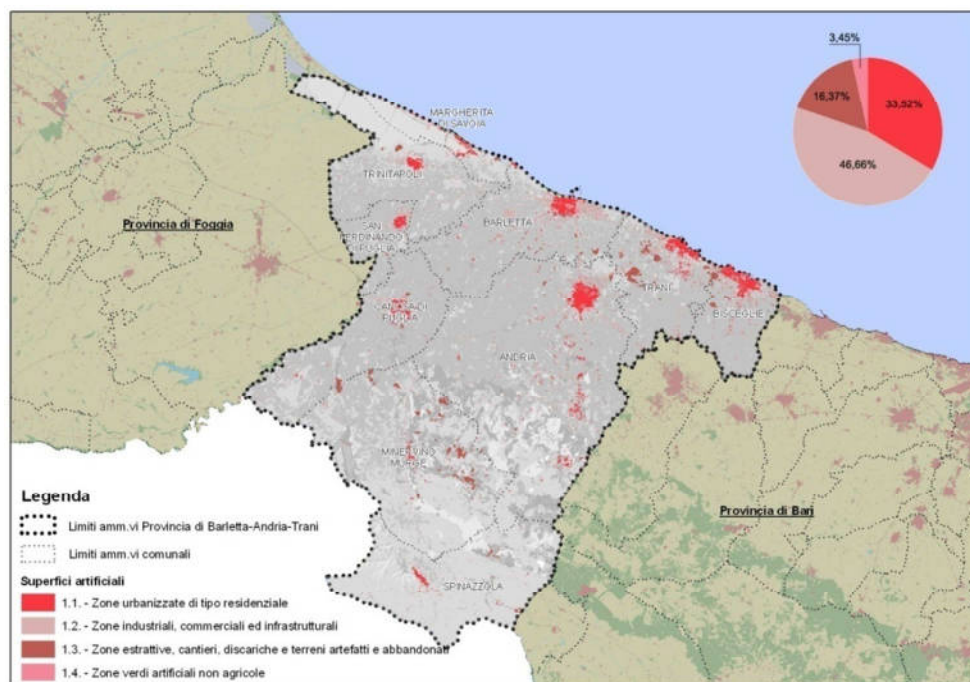 3,45%
16,37%
33,52%
46,66%
MARGHERITA
DI SAVOIA
TRINITAPOLI
Provincia di Foggia
SAN
FERDINANDO
DI PUGLIA
BARLETTA
TRANI
CANOSA DI
PUGLIA
BISCEGLIE
ANDRIA
MINERVINO
MURGE
Provincia di Bari
SPINAZZOLA
Legenda
Limiti amm.vi Provincia di Barletta-Andria-Trani
Limiti amm.vi comunali
Superfici artificiali
1.1. - Zone urbanizzate di tipo residenziale
1.2. - Zone industriali, commerciali ed infrastrutturali
1.3. - Zone estrattive, cantieri, discariche e terreni artefatti e abbandonati
1.4. - Zone verdi artificiali non agricole